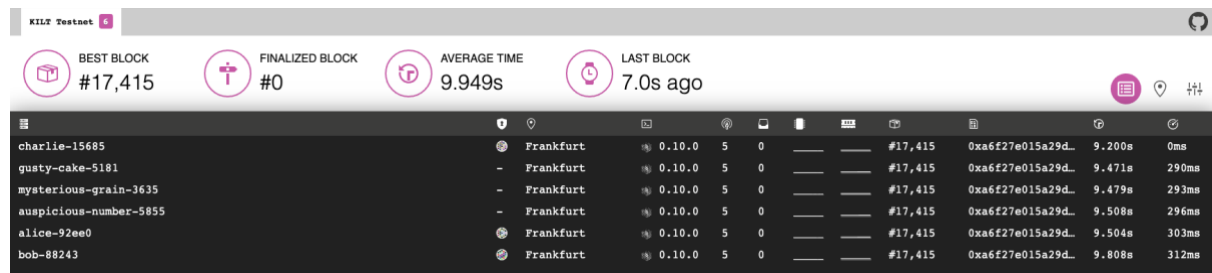 KILT Testnet 6
BEST BLOCK
#17,415
FINALIZED BLOCK
#0
AVERAGE TIME
9.949s
LAST BLOCK
7.0s ago
charlie-15685 Frankfurt 0.10.0 5 0 #17,415 0xa6f27e015a29d… 9.200s 0ms
gusty-cake-5181 – Frankfurt 0.10.0 5 0 #17,415 0xa6f27e015a29d… 9.471s 290ms
mysterious-grain-3635 – Frankfurt 0.10.0 5 0 #17,415 0xa6f27e015a29d… 9.479s 293ms
auspicious-number-5855 – Frankfurt 0.10.0 5 0 #17,415 0xa6f27e015a29d… 9.508s 296ms
alice-92ee0 Frankfurt 0.10.0 5 0 #17,415 0xa6f27e015a29d… 9.504s 303ms
bob-88243 Frankfurt 0.10.0 5 0 #17,415 0xa6f27e015a29d… 9.808s 312ms